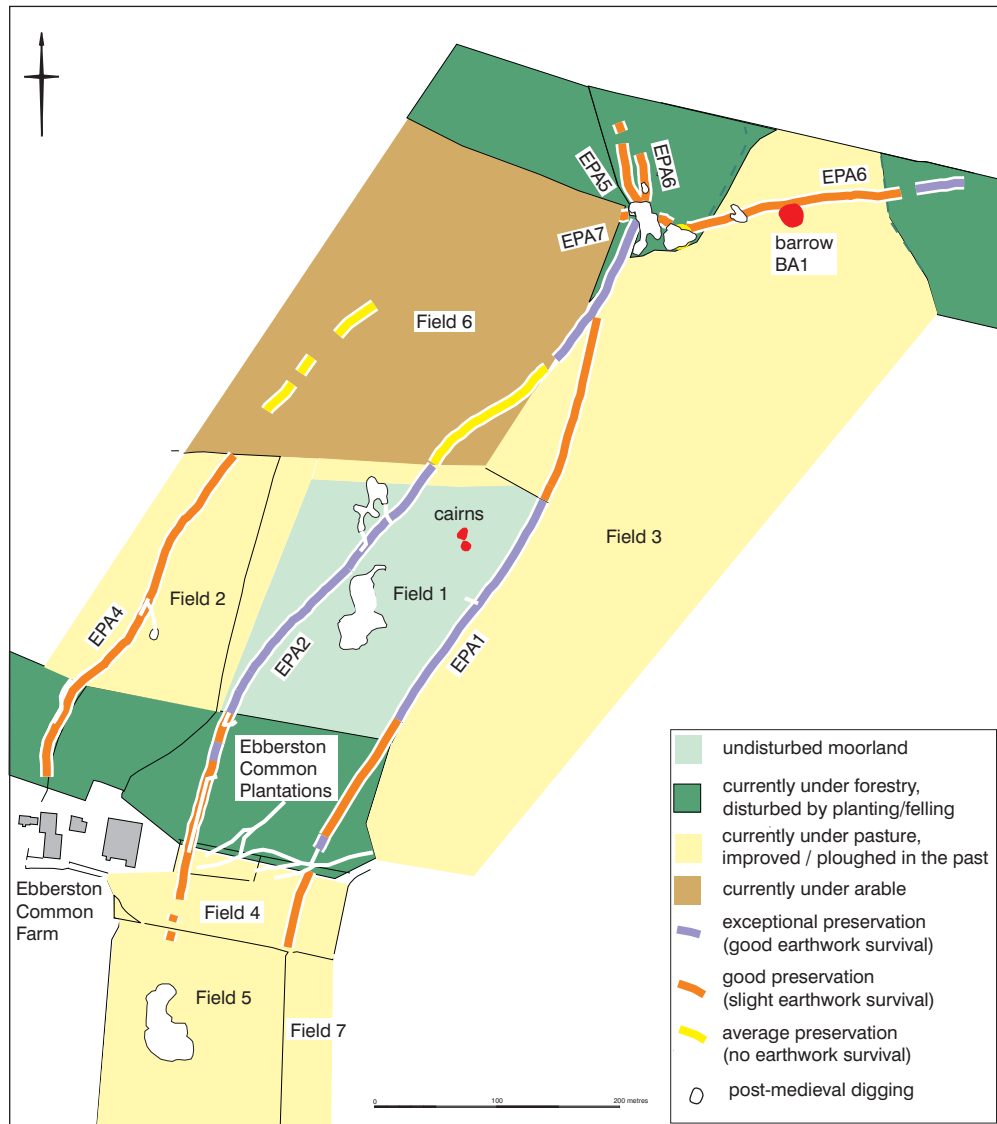 EPA5
EPA6
EPA6
EPA7
barrow
BA1
Field 6
cairns
Field 3
Field 2
Field 1
EPA4
EPA2
EPA1
Ebberston
Common
Plantations
Ebberston
Common
Farm
Field 4
Field 5
Field 7
undisturbed moorland
currently under forestry,
disturbed by planting/felling
currently under pasture,
improved / ploughed in the past
currently under arable
exceptional preservation
(good earthwork survival)
good preservation
(slight earthwork survival)
average preservation
(no earthwork survival)
post-medieval digging
0 100 200 metres